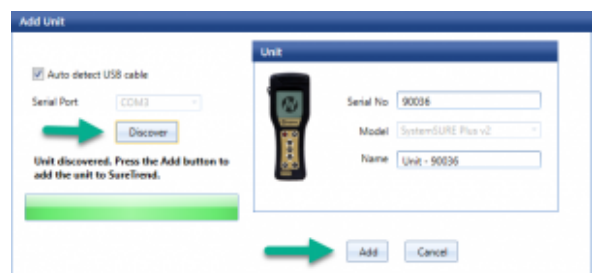 Add Unit
Unit
Auto detect USB cable
Serial Port COM3
Discover
Unit discovered. Press the Add button to
add the unit to SureTrend.
Serial No 90036
Model SystemSURE Plus v2
Name Unit - 90036
Add Cancel